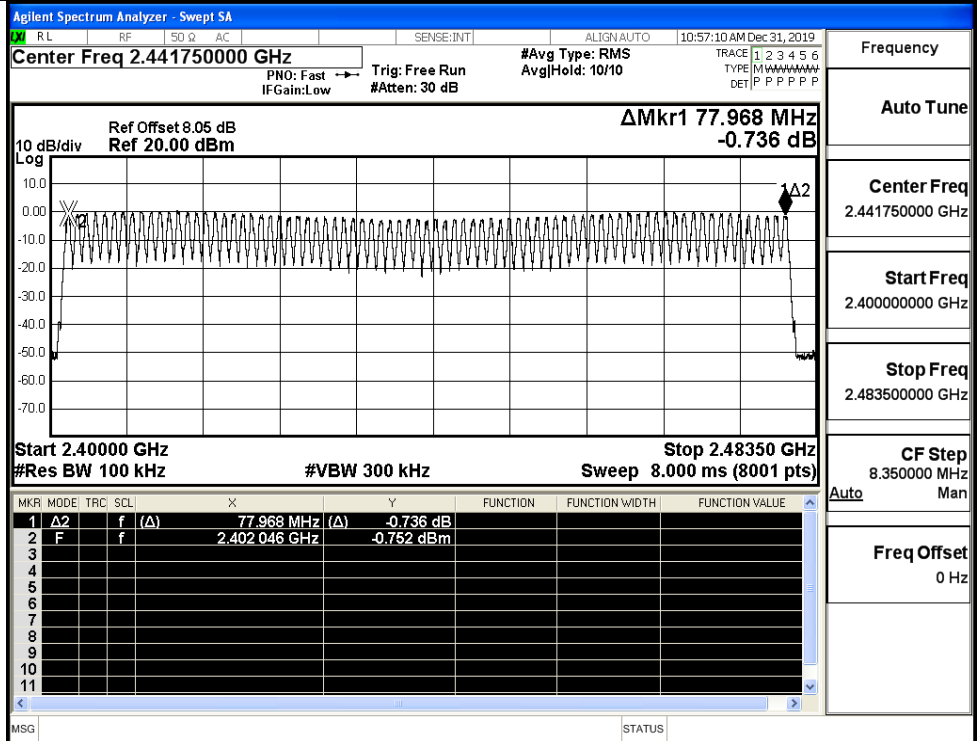 Agilent Spectrum Analyzer - Swept SA
LXI RL RF 50 Ω AC SENSE:INT ALIGN AUTO 10:57:10 AM Dec 31, 2019
Center Freq 2.441750000 GHz
PNO: Fast
IFGain:Low
Trig: Free Run
#Atten: 30 dB
#Avg Type: RMS
Avg|Hold: 10/10
TRACE 1 2 3 4 5 6
TYPE M W W W W W
DET P P P P P P
ΔMkr1 77.968 MHz
-0.736 dB
Ref Offset 8.05 dB
10 dB/div Ref 20.00 dBm
Log
10.0
0.00
-10.0
-20.0
-30.0
-40.0
-50.0
-60.0
-70.0
2
1Δ2
Start 2.40000 GHz Stop 2.48350 GHz
#Res BW 100 kHz #VBW 300 kHz Sweep 8.000 ms (8001 pts)
MKR MODE TRC SCL X Y FUNCTION FUNCTION WIDTH FUNCTION VALUE
1 Δ2 f (Δ) 77.968 MHz (Δ) -0.736 dB
2 F f 2.402 046 GHz -0.752 dBm
3
4
5
6
7
8
9
10
11
MSG STATUS
Frequency
Auto Tune
Center Freq
2.441750000 GHz
Start Freq
2.400000000 GHz
Stop Freq
2.483500000 GHz
CF Step
8.350000 MHz
Auto Man
Freq Offset
0 Hz